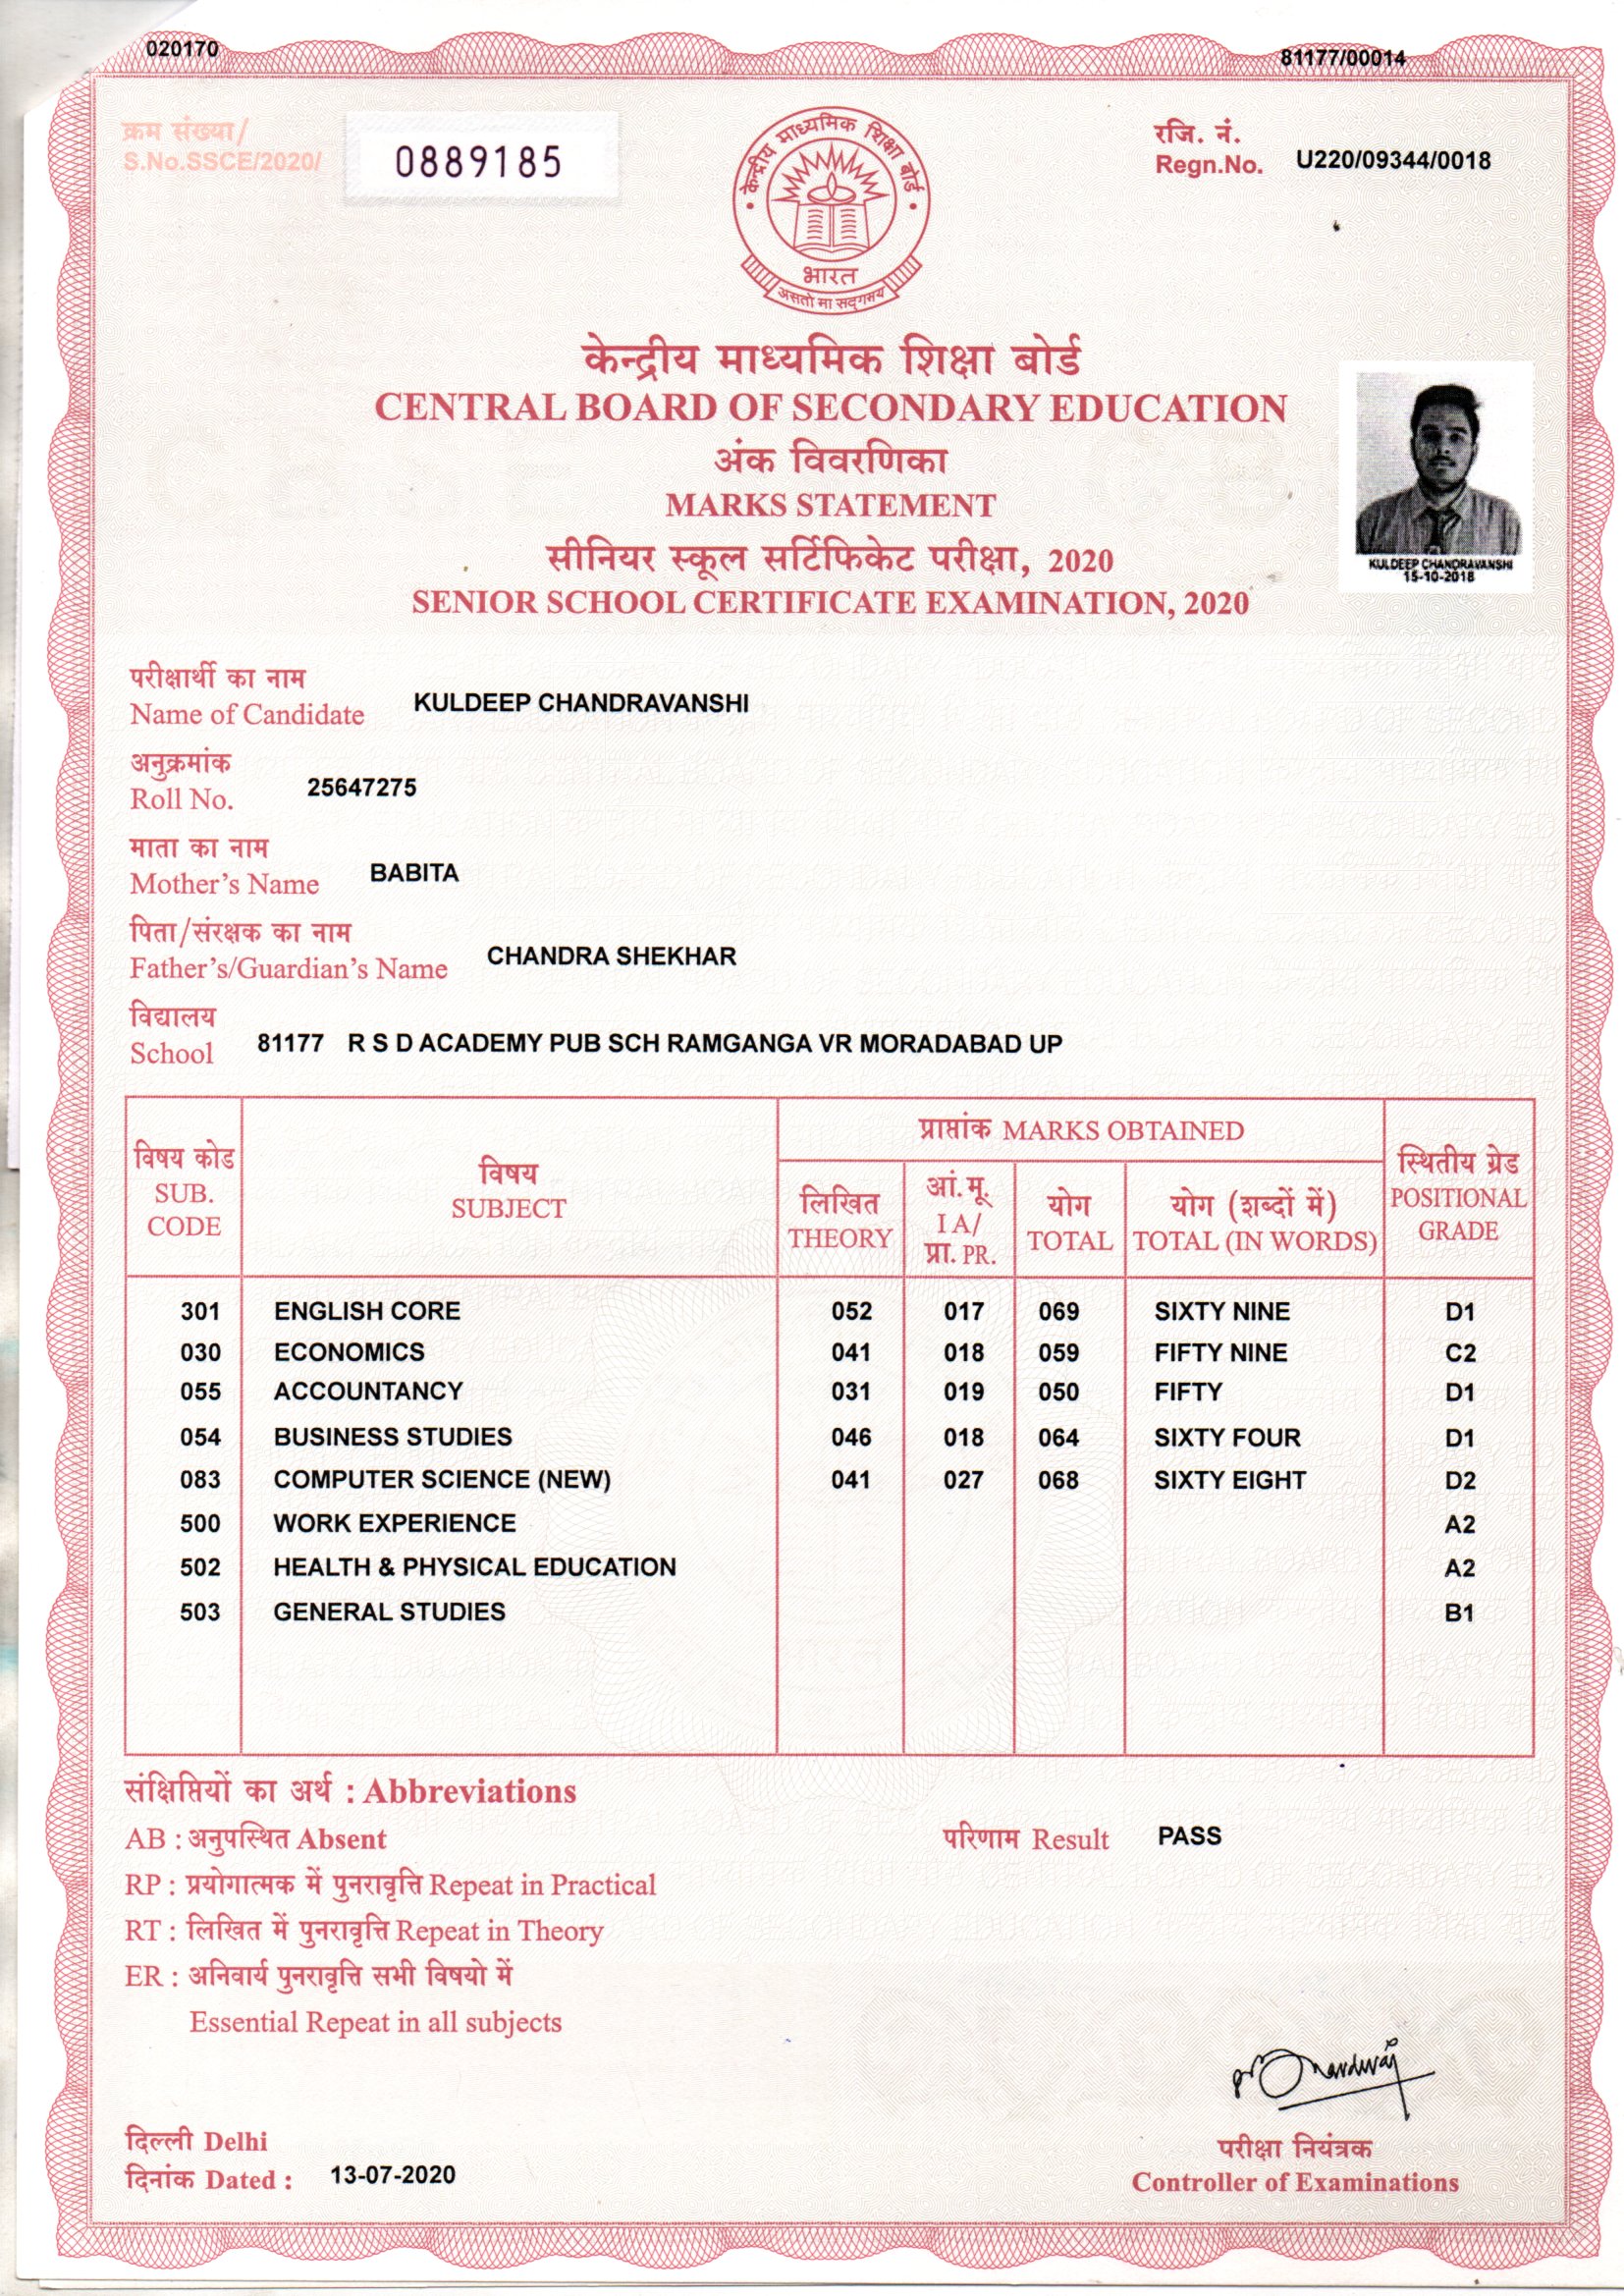 020170
81177/00014
क्रम संख्या/
S.No.SSCE/2020/
0889185
रजि. नं.
Regn.No.
U220/09344/0018
केन्द्रीय माध्यमिक शिक्षा बोर्ड
भारत
असतो मा सद्गमय
केन्द्रीय माध्यमिक शिक्षा बोर्ड
CENTRAL BOARD OF SECONDARY EDUCATION
अंक विवरणिका
MARKS STATEMENT
सीनियर स्कूल सर्टिफिकेट परीक्षा, 2020
SENIOR SCHOOL CERTIFICATE EXAMINATION, 2020
KULDEEP CHANDRAVANSHI
15-10-2018
परीक्षार्थी का नाम
Name of Candidate KULDEEP CHANDRAVANSHI
अनुक्रमांक
Roll No. 25647275
माता का नाम
Mother's Name BABITA
पिता/संरक्षक का नाम
Father's/Guardian's Name CHANDRA SHEKHAR
विद्यालय
School 81177 R S D ACADEMY PUB SCH RAMGANGA VR MORADABAD UP
विषय कोड
SUB.
CODE
विषय
SUBJECT
प्राप्तांक MARKS OBTAINED
लिखित
THEORY
आं.मू.
I A/
प्रा. PR.
योग
TOTAL
योग (शब्दों में)
TOTAL (IN WORDS)
स्थितीय ग्रेड
POSITIONAL
GRADE
301 ENGLISH CORE 052 017 069 SIXTY NINE D1
030 ECONOMICS 041 018 059 FIFTY NINE C2
055 ACCOUNTANCY 031 019 050 FIFTY D1
054 BUSINESS STUDIES 046 018 064 SIXTY FOUR D1
083 COMPUTER SCIENCE (NEW) 041 027 068 SIXTY EIGHT D2
500 WORK EXPERIENCE A2
502 HEALTH & PHYSICAL EDUCATION A2
503 GENERAL STUDIES B1
संक्षिप्तियों का अर्थ : Abbreviations
AB : अनुपस्थित Absent
परिणाम Result PASS
RP : प्रयोगात्मक में पुनरावृत्ति Repeat in Practical
RT : लिखित में पुनरावृत्ति Repeat in Theory
ER : अनिवार्य पुनरावृत्ति सभी विषयो में
Essential Repeat in all subjects
दिल्ली Delhi
दिनांक Dated : 13-07-2020
परीक्षा नियंत्रक
Controller of Examinations